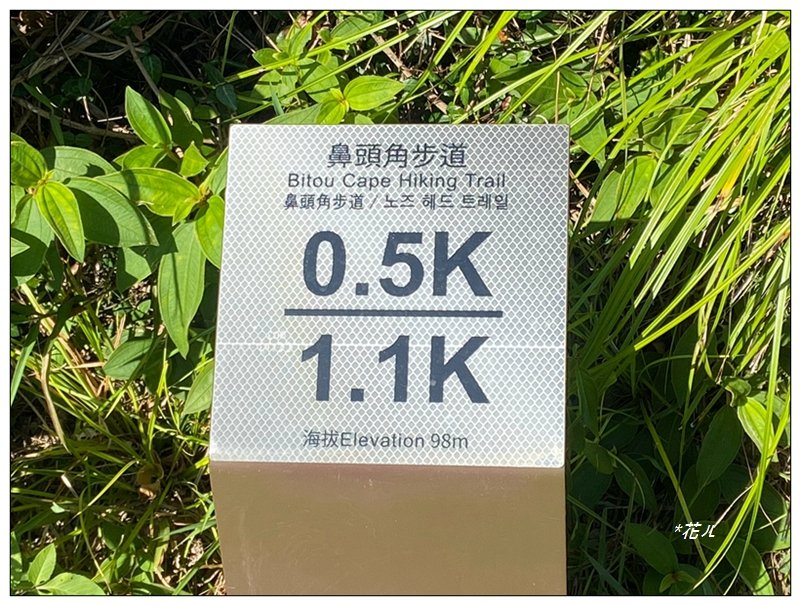 鼻頭角步道
Bitou Cape Hiking Trail
鼻頭角步道 / 노즈 헤드 트레일
0.5K
1.1K
海拔Elevation 98m
*花ㄦ